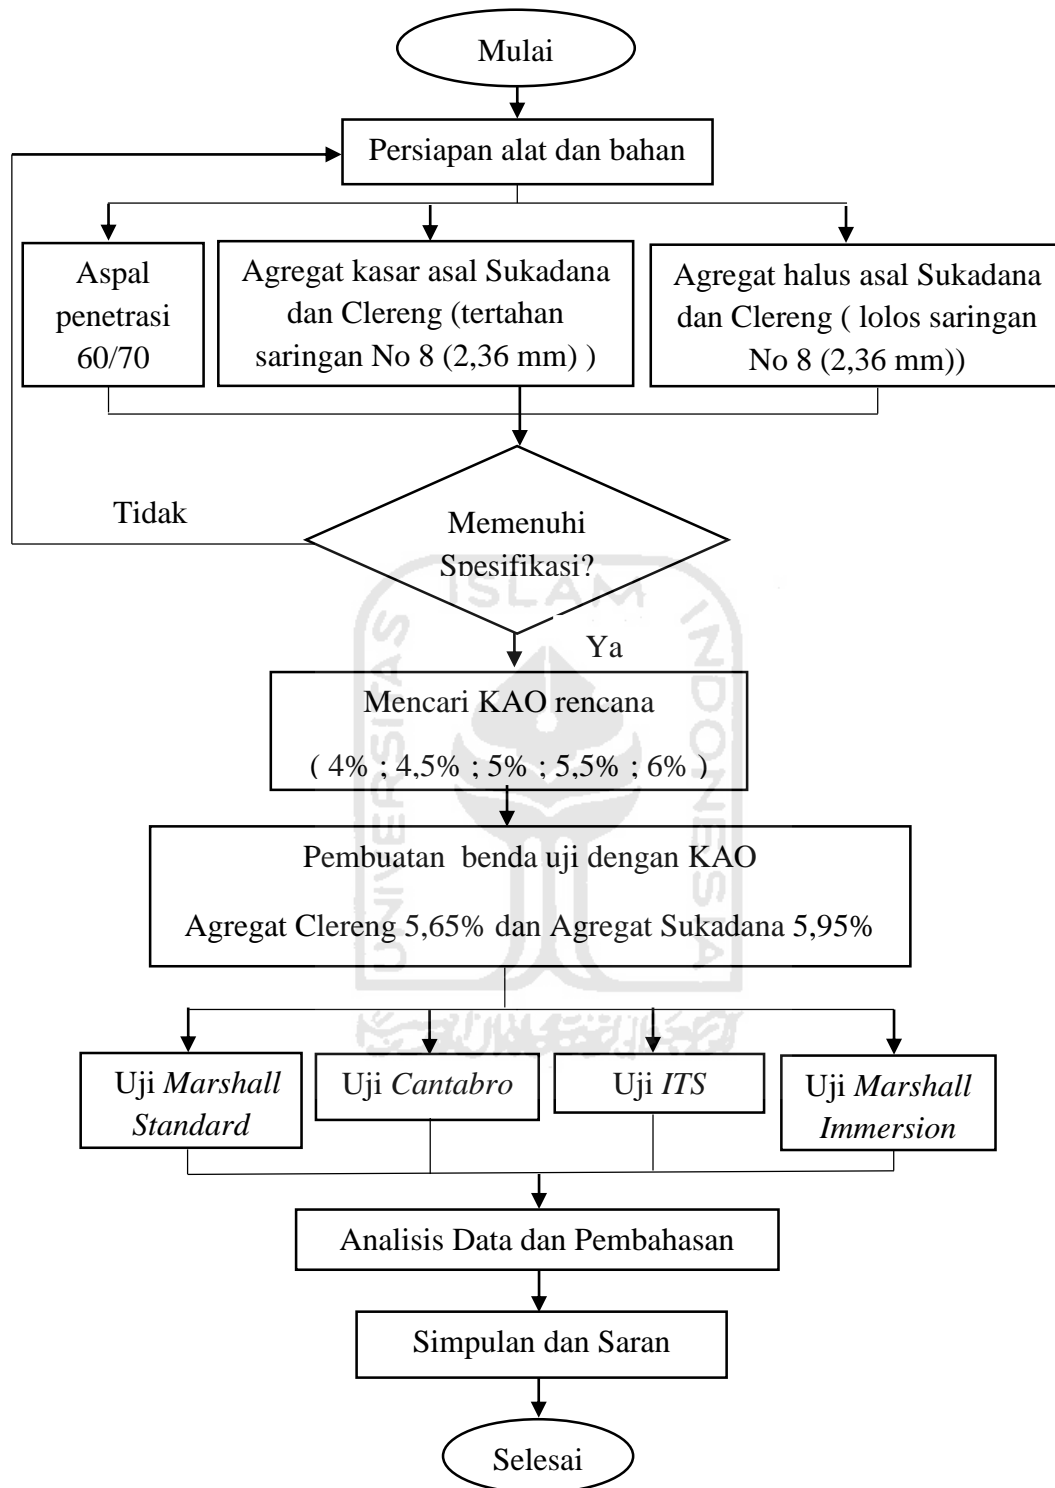 Mulai
Persiapan alat dan bahan
Aspal
penetrasi
60/70
Agregat kasar asal Sukadana
dan Clereng (tertahan
saringan No 8 (2,36 mm) )
Agregat halus asal Sukadana
dan Clereng ( lolos saringan
No 8 (2,36 mm))
Tidak
Memenuhi
Spesifikasi?
Ya
Mencari KAO rencana
( 4% ; 4,5% ; 5% ; 5,5% ; 6% )
Pembuatan benda uji dengan KAO
Agregat Clereng 5,65% dan Agregat Sukadana 5,95%
Uji Marshall
Standard
Uji Cantabro
Uji ITS
Uji Marshall
Immersion
Analisis Data dan Pembahasan
Simpulan dan Saran
Selesai
UNIVERSITAS
ISLAM
INDONESIA